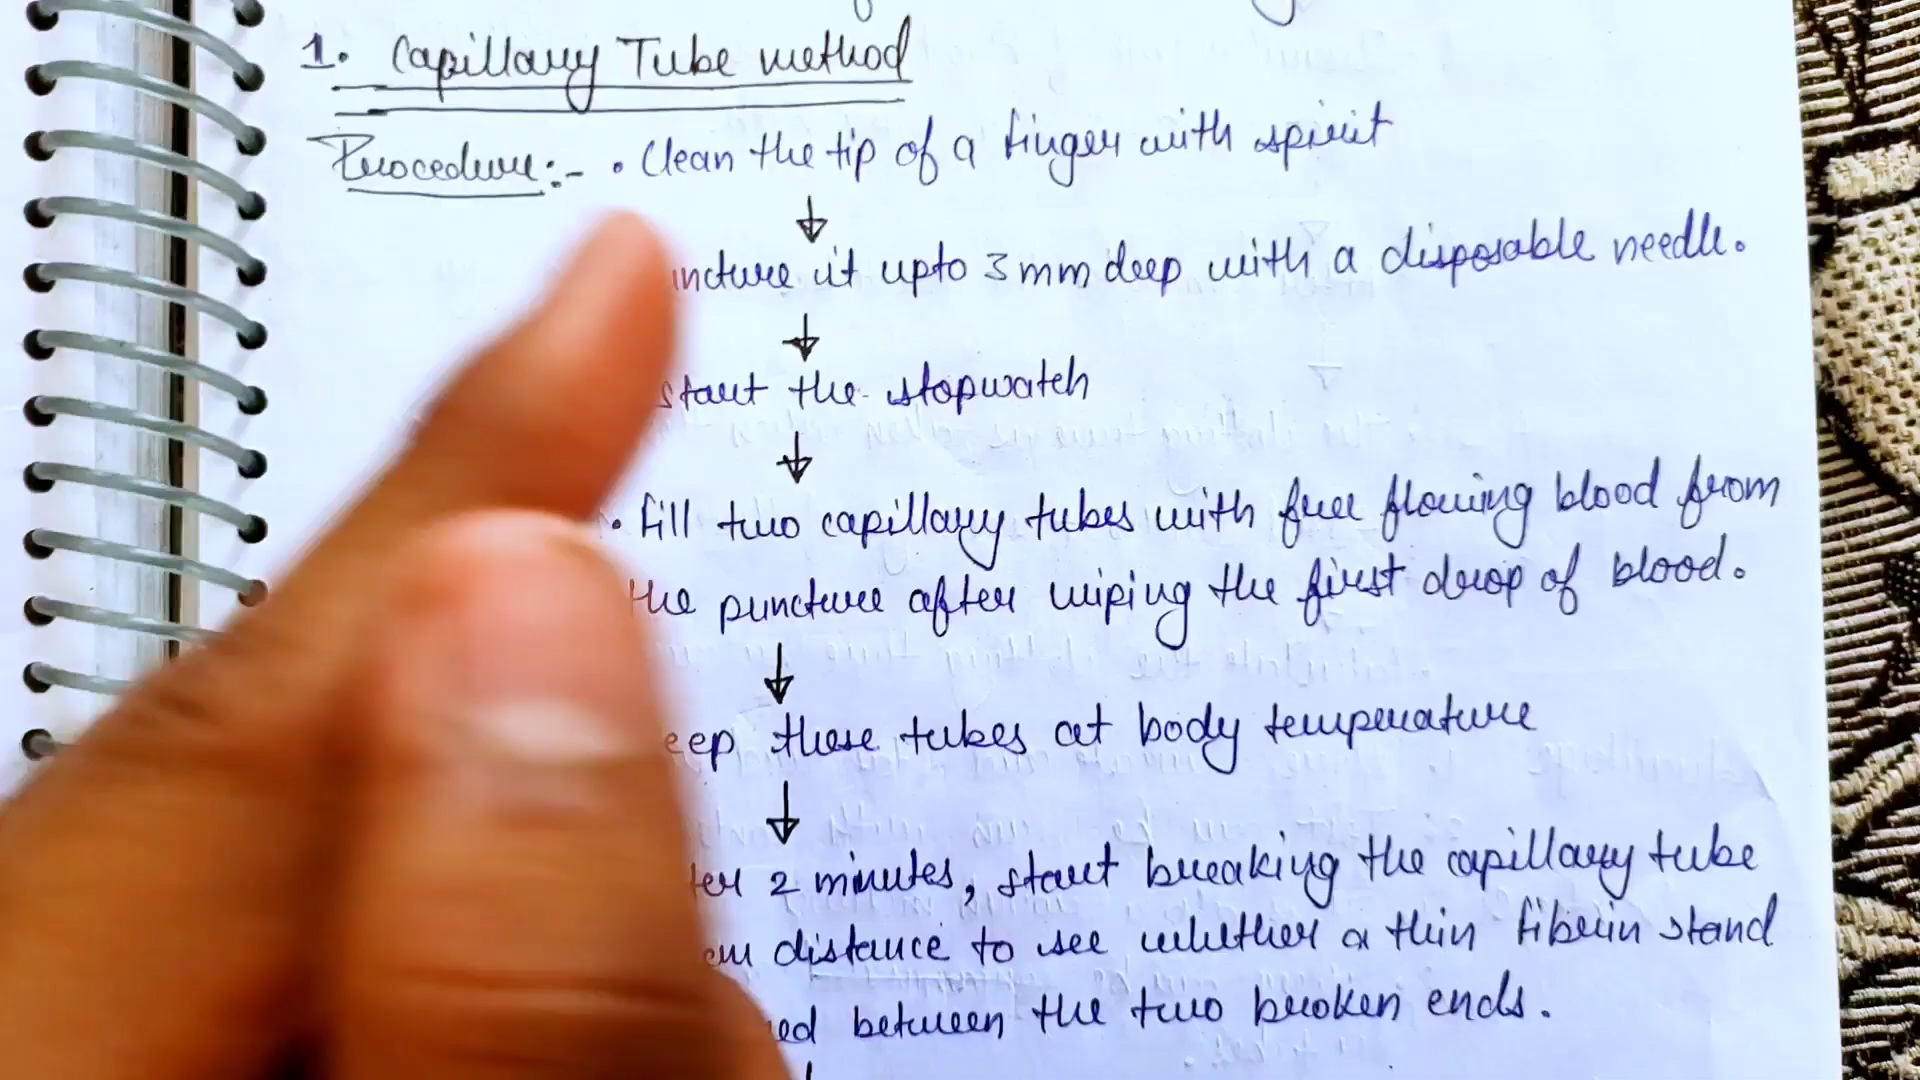 1. Capillary Tube method
Procedure:- • Clean the tip of a finger with spirit
↓
uncture it upto 3 mm deep with a disposable needle.
↓
start the stopwatch
↓
• fill two capillary tubes with free flowing blood from
the puncture after wiping the first drop of blood.
↓
eep these tubes at body temperature
↓
ter 2 minutes, start breaking the capillary tube
cm distance to see whether a thin fibrin stand
ed between the two broken ends.